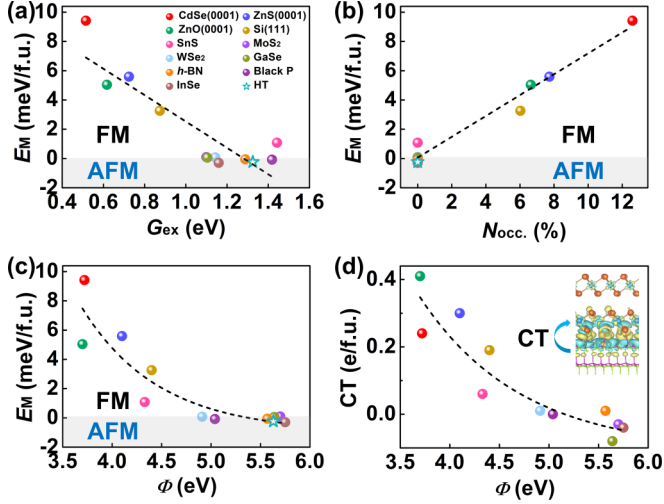 (a)
CdSe(0001) ZnS(0001)
ZnO(0001) Si(111)
SnS MoS₂
WSe₂ GaSe
h-BN Black P
InSe HT
FM
AFM
E_M (meV/f.u.)
10
8
6
4
2
0
-2
0.4 0.6 0.8 1.0 1.2 1.4 1.6
G_ex (eV)
(b)
FM
AFM
E_M (meV/f.u.)
10
8
6
4
2
0
-2
0 2 4 6 8 10 12
N_occ. (%)
(c)
FM
AFM
E_M (meV/f.u.)
10
8
6
4
2
0
-2
3.5 4.0 4.5 5.0 5.5 6.0
Φ (eV)
(d)
CT
CT (e/f.u.)
0.4
0.2
0.0
3.5 4.0 4.5 5.0 5.5 6.0
Φ (eV)